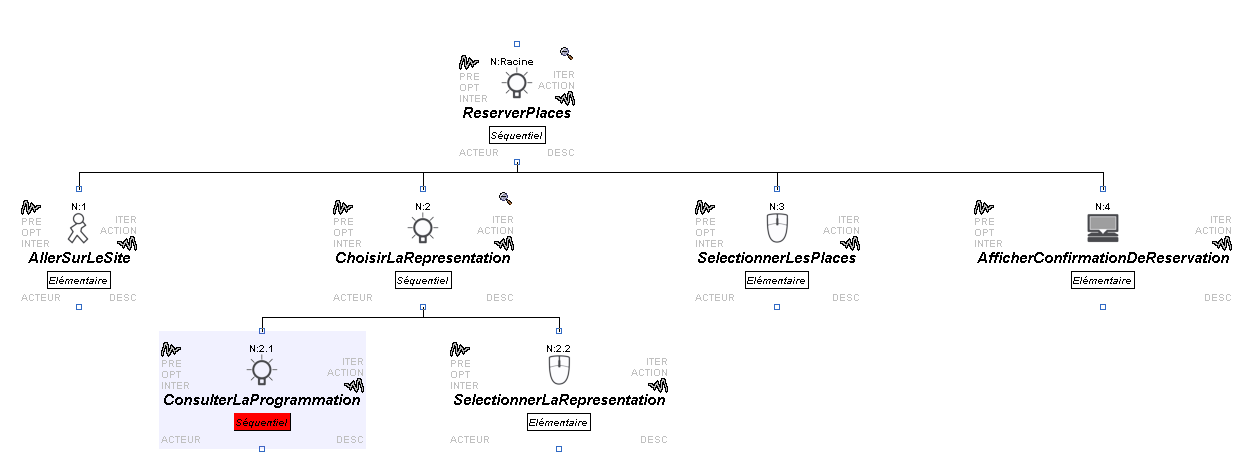 N:Racine
PRE ITER
OPT ACTION
INTER
ReserverPlaces
Séquentiel
ACTEUR DESC
N:1
PRE ITER
OPT ACTION
INTER
AllerSurLeSite
Elémentaire
ACTEUR DESC
N:2
PRE ITER
OPT ACTION
INTER
ChoisirLaRepresentation
Séquentiel
ACTEUR DESC
N:3
PRE ITER
OPT ACTION
INTER
SelectionnerLesPlaces
Elémentaire
ACTEUR DESC
N:4
PRE ITER
OPT ACTION
INTER
AfficherConfirmationDeReservation
Elémentaire
DESC
N:2.1
PRE ITER
OPT ACTION
INTER
ConsulterLaProgrammation
Séquentiel
ACTEUR DESC
N:2.2
PRE ITER
OPT ACTION
INTER
SelectionnerLaRepresentation
Elémentaire
ACTEUR DESC